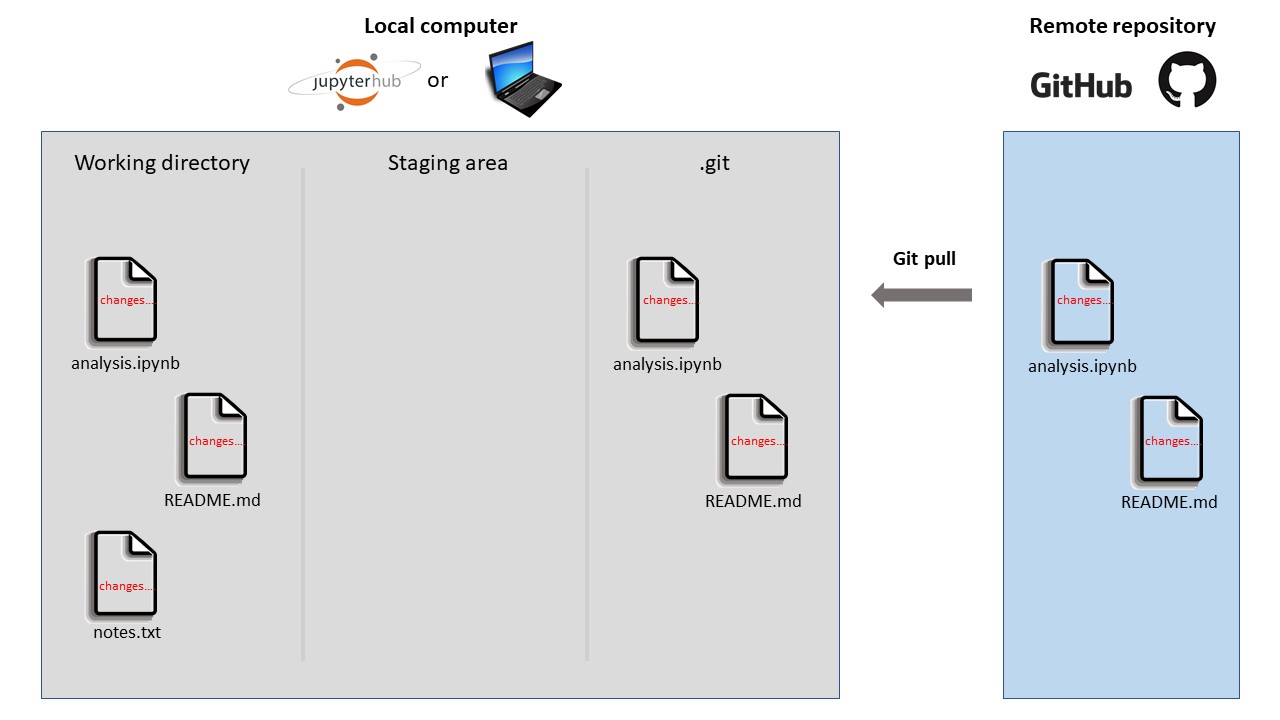 Local computer
Remote repository
jupyterhub or
GitHub
Working directory
Staging area
.git
Git pull
changes...
changes...
changes...
analysis.ipynb
analysis.ipynb
analysis.ipynb
changes...
changes...
changes...
README.md
README.md
README.md
changes...
notes.txt